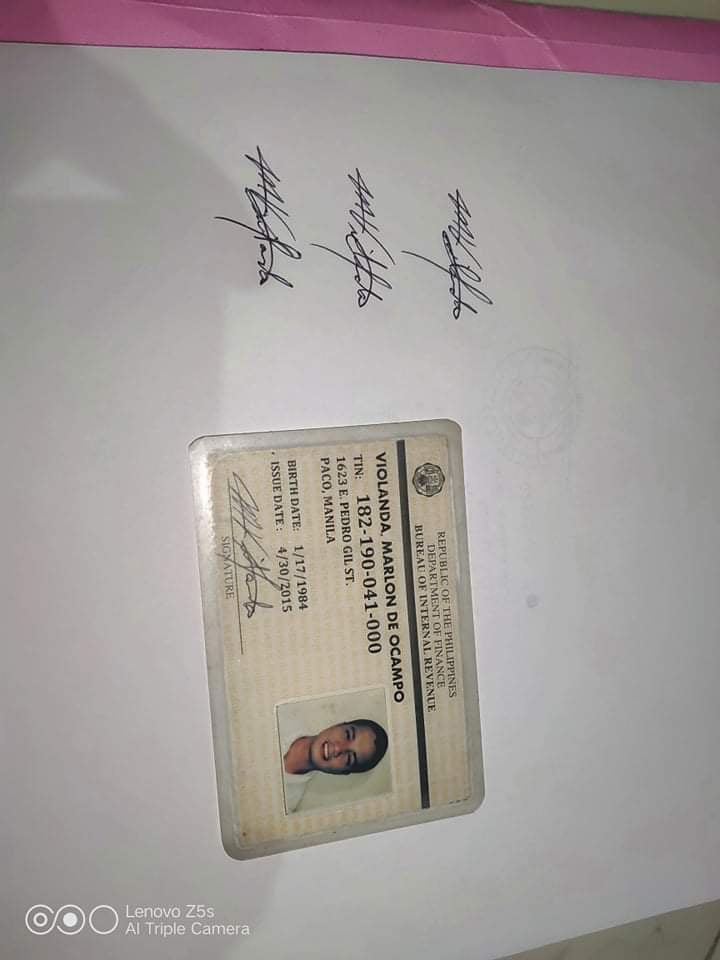 REPUBLIC OF THE PHILIPPINES
DEPARTMENT OF FINANCE
BUREAU OF INTERNAL REVENUE
VIOLANDA, MARLON DE OCAMPO
TIN: 182-190-041-000
1623 E. PEDRO GIL ST.
PACO, MANILA
BIRTH DATE: 1/17/1984
ISSUE DATE : 4/30/2015
SIGNATURE
Lenovo Z5s
AI Triple Camera